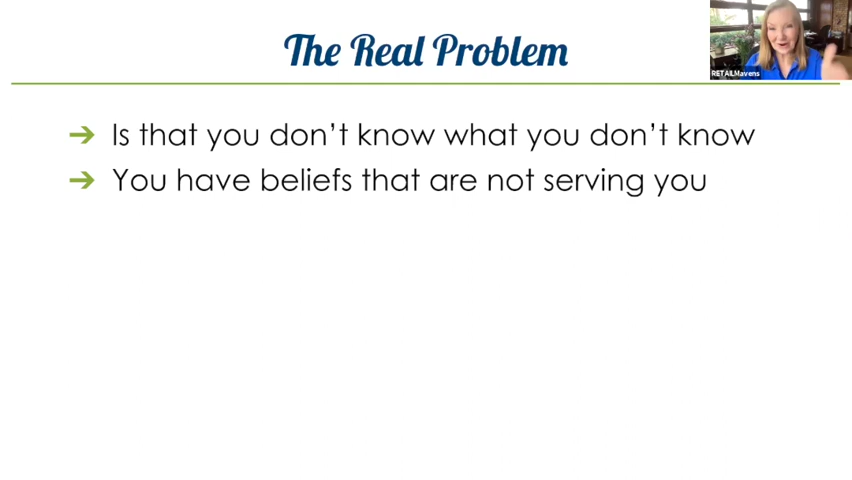 The Real Problem
RETAILMavens
➔ Is that you don't know what you don't know
➔ You have beliefs that are not serving you